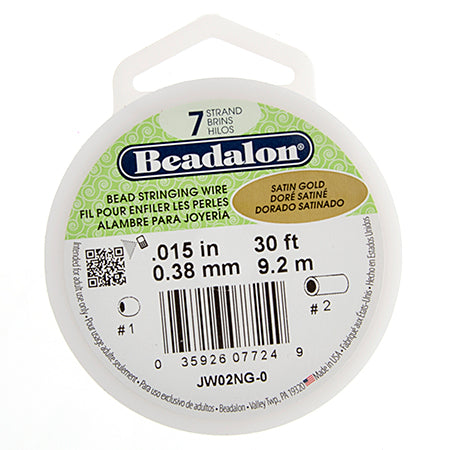 7 STRAND
BRINS
HILOS
Beadalon®
BEAD STRINGING WIRE
FIL POUR ENFILER LES PERLES
ALAMBRE PARA JOYERÍA
SATIN GOLD
DORÉ SATINÉ
DORADO SATINADO
.015 in 30 ft
0.38 mm 9.2 m
#1 #2
0 35926 07724 9
JW02NG-0
Intended for adult use only. • Pour usage adulte seulement. • Para uso exclusivo de adultos. • Beadalon • Valley Twp., PA 19320 • Made in USA • Fabriqué aux États-Unis • Hecho en Estados Unidos